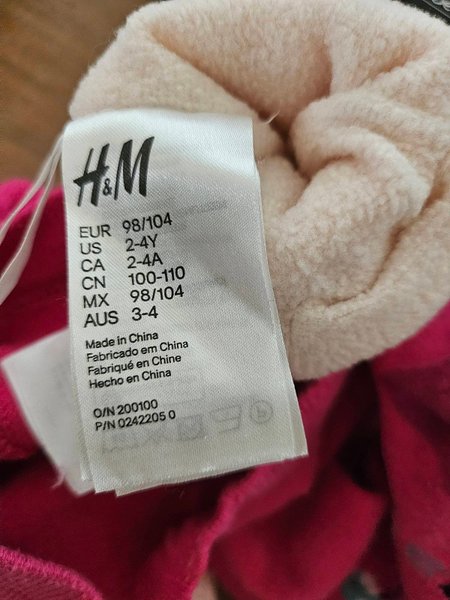 H&M
EUR 98/104
US 2-4Y
CA 2-4A
CN 100-110
MX 98/104
AUS 3-4
Made in China
Fabricado em China
Fabriqué en Chine
Hecho en China
O/N 200100
P/N 0242205 0